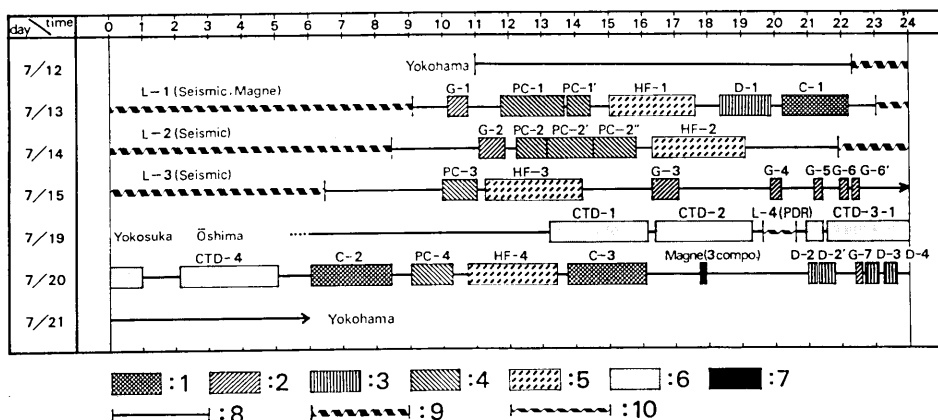 day time 0 1 2 3 4 5 6 7 8 9 10 11 12 13 14 15 16 17 18 19 20 21 22 23 24
7/12 Yokohama
L-1 (Seismic.Magne) G-1 PC-1 PC-1' HF-1 D-1 C-1
7/13
L-2 (Seismic) G-2 PC-2 PC-2' PC-2" HF-2
7/14
L-3 (Seismic) PC-3 HF-3 G-3 G-4 G-5 G-6 G-6'
7/15
CTD-1 CTD-2 L-4 (PDR) CTD-3-1
7/19 Yokosuka Ōshima
CTD-4 C-2 PC-4 HF-4 C-3 Magne(3 compo.) D-2 D-2' G-7 D-3 D-4
7/20
7/21 Yokohama
:1 :2 :3 :4 :5 :6 :7
:8 :9 :10